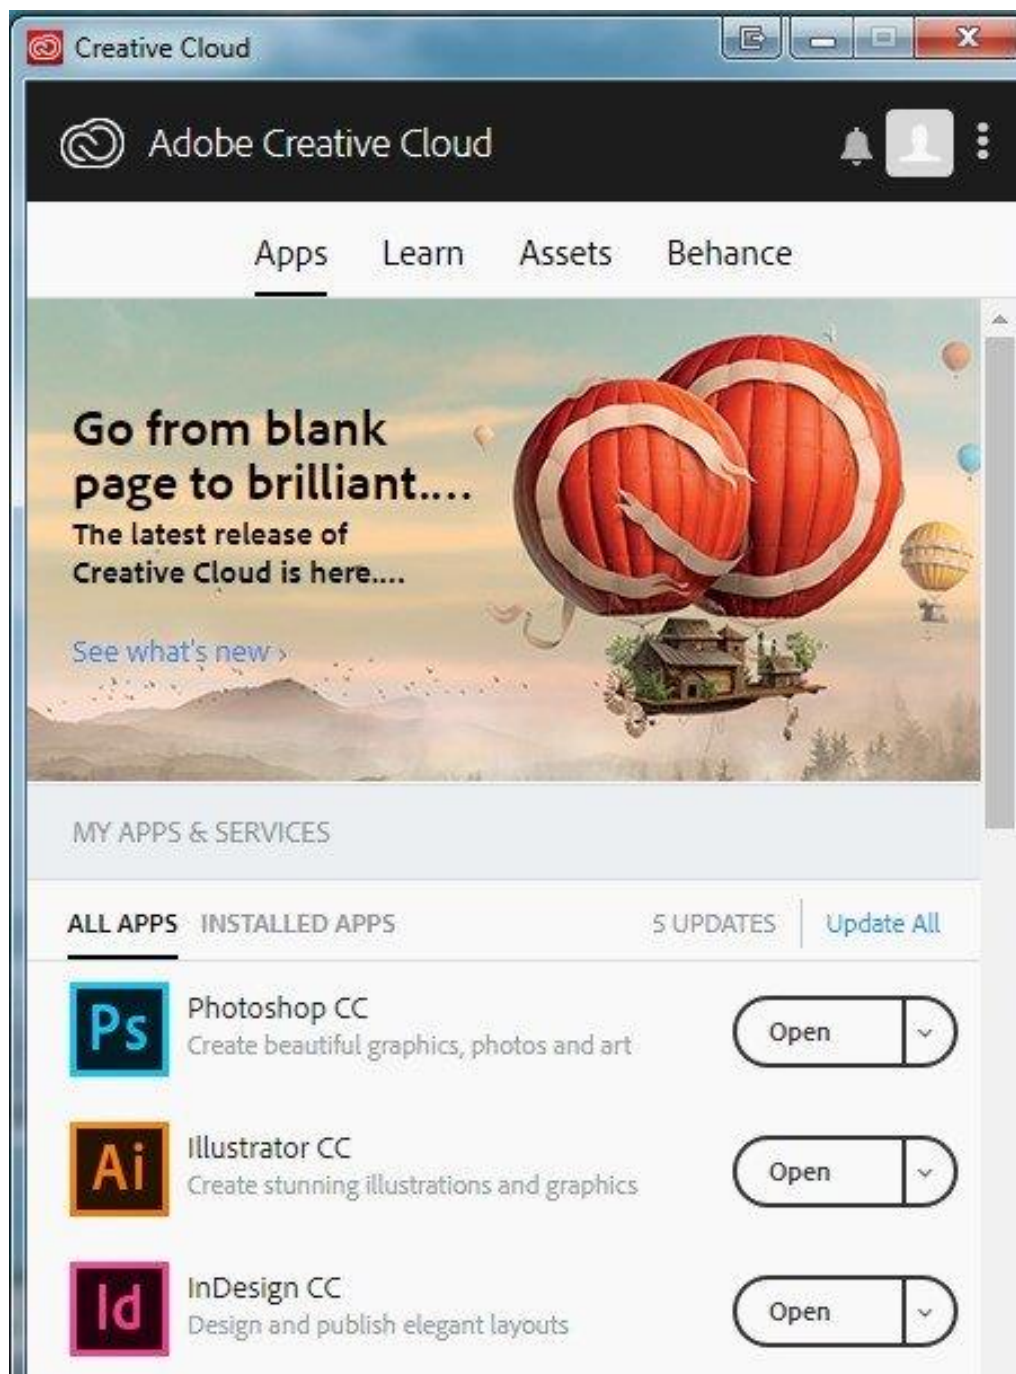 Creative Cloud
Adobe Creative Cloud
Apps Learn Assets Behance
Go from blank
page to brilliant....
The latest release of
Creative Cloud is here....
See what's new ›
MY APPS & SERVICES
ALL APPS INSTALLED APPS 5 UPDATES Update All
Ps
Photoshop CC
Create beautiful graphics, photos and art
Open
Ai
Illustrator CC
Create stunning illustrations and graphics
Open
Id
InDesign CC
Design and publish elegant layouts
Open